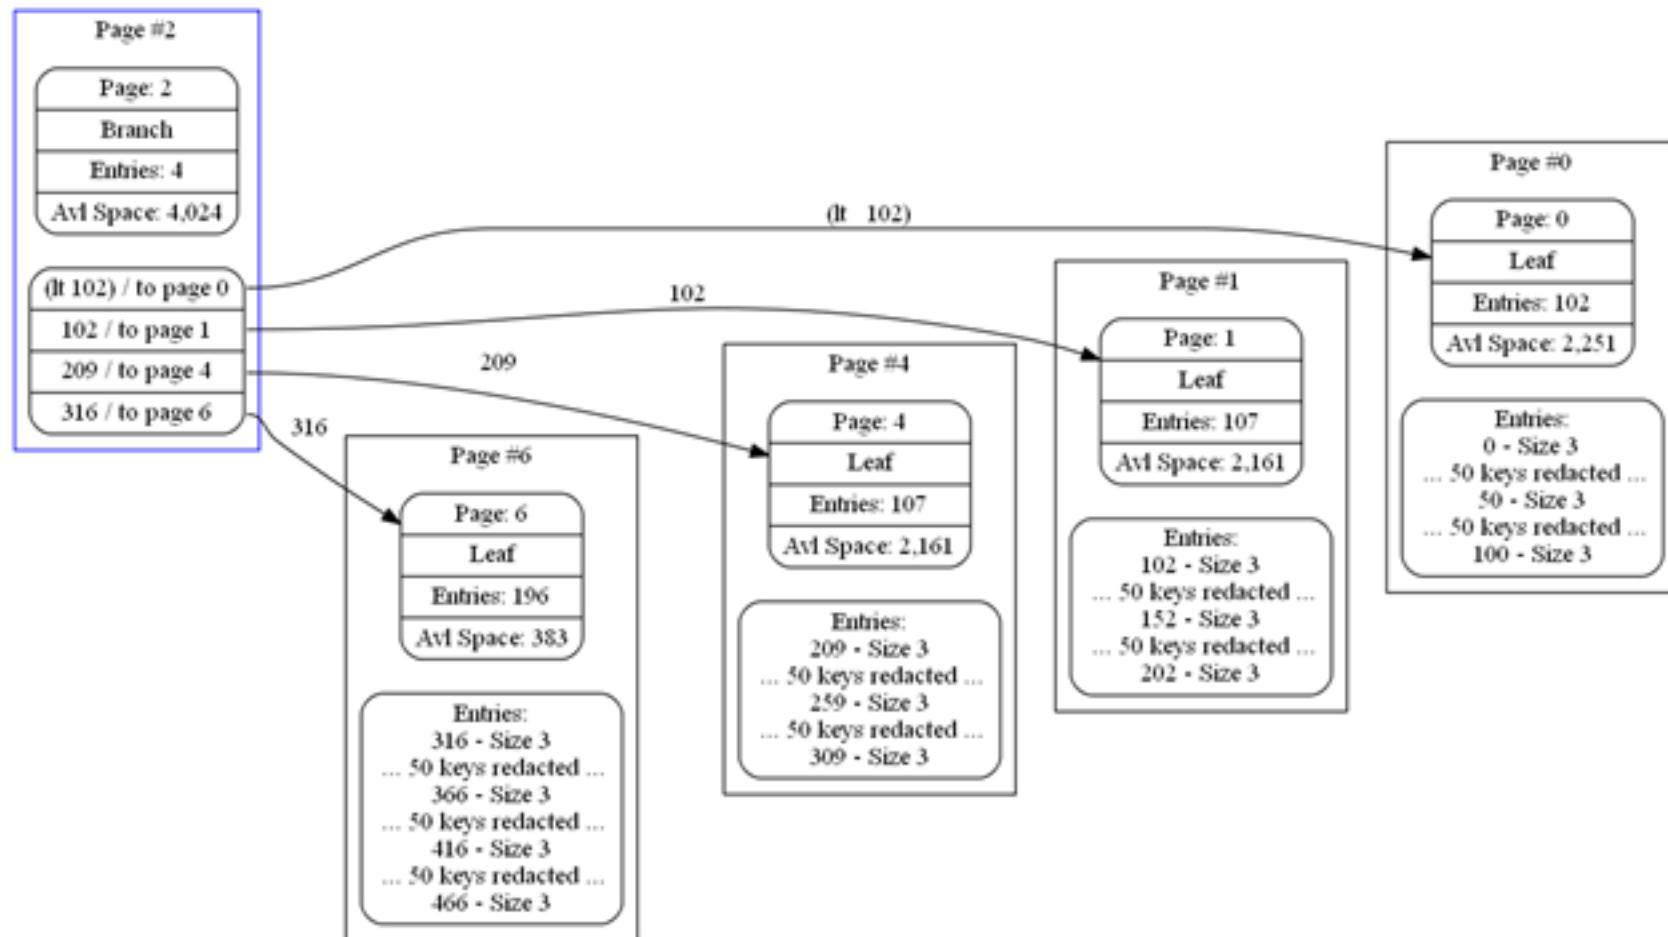 Page #2
Page: 2
Branch
Entries: 4
Avl Space: 4,024
(lt 102) / to page 0
102 / to page 1
209 / to page 4
316 / to page 6
(lt 102)
102
209
316
Page #6
Page: 6
Leaf
Entries: 196
Avl Space: 383
Entries:
316 - Size 3
... 50 keys redacted ...
366 - Size 3
... 50 keys redacted ...
416 - Size 3
... 50 keys redacted ...
466 - Size 3
Page #4
Page: 4
Leaf
Entries: 107
Avl Space: 2,161
Entries:
209 - Size 3
... 50 keys redacted ...
259 - Size 3
... 50 keys redacted ...
309 - Size 3
Page #1
Page: 1
Leaf
Entries: 107
Avl Space: 2,161
Entries:
102 - Size 3
... 50 keys redacted ...
152 - Size 3
... 50 keys redacted ...
202 - Size 3
Page #0
Page: 0
Leaf
Entries: 102
Avl Space: 2,251
Entries:
0 - Size 3
... 50 keys redacted ...
50 - Size 3
... 50 keys redacted ...
100 - Size 3